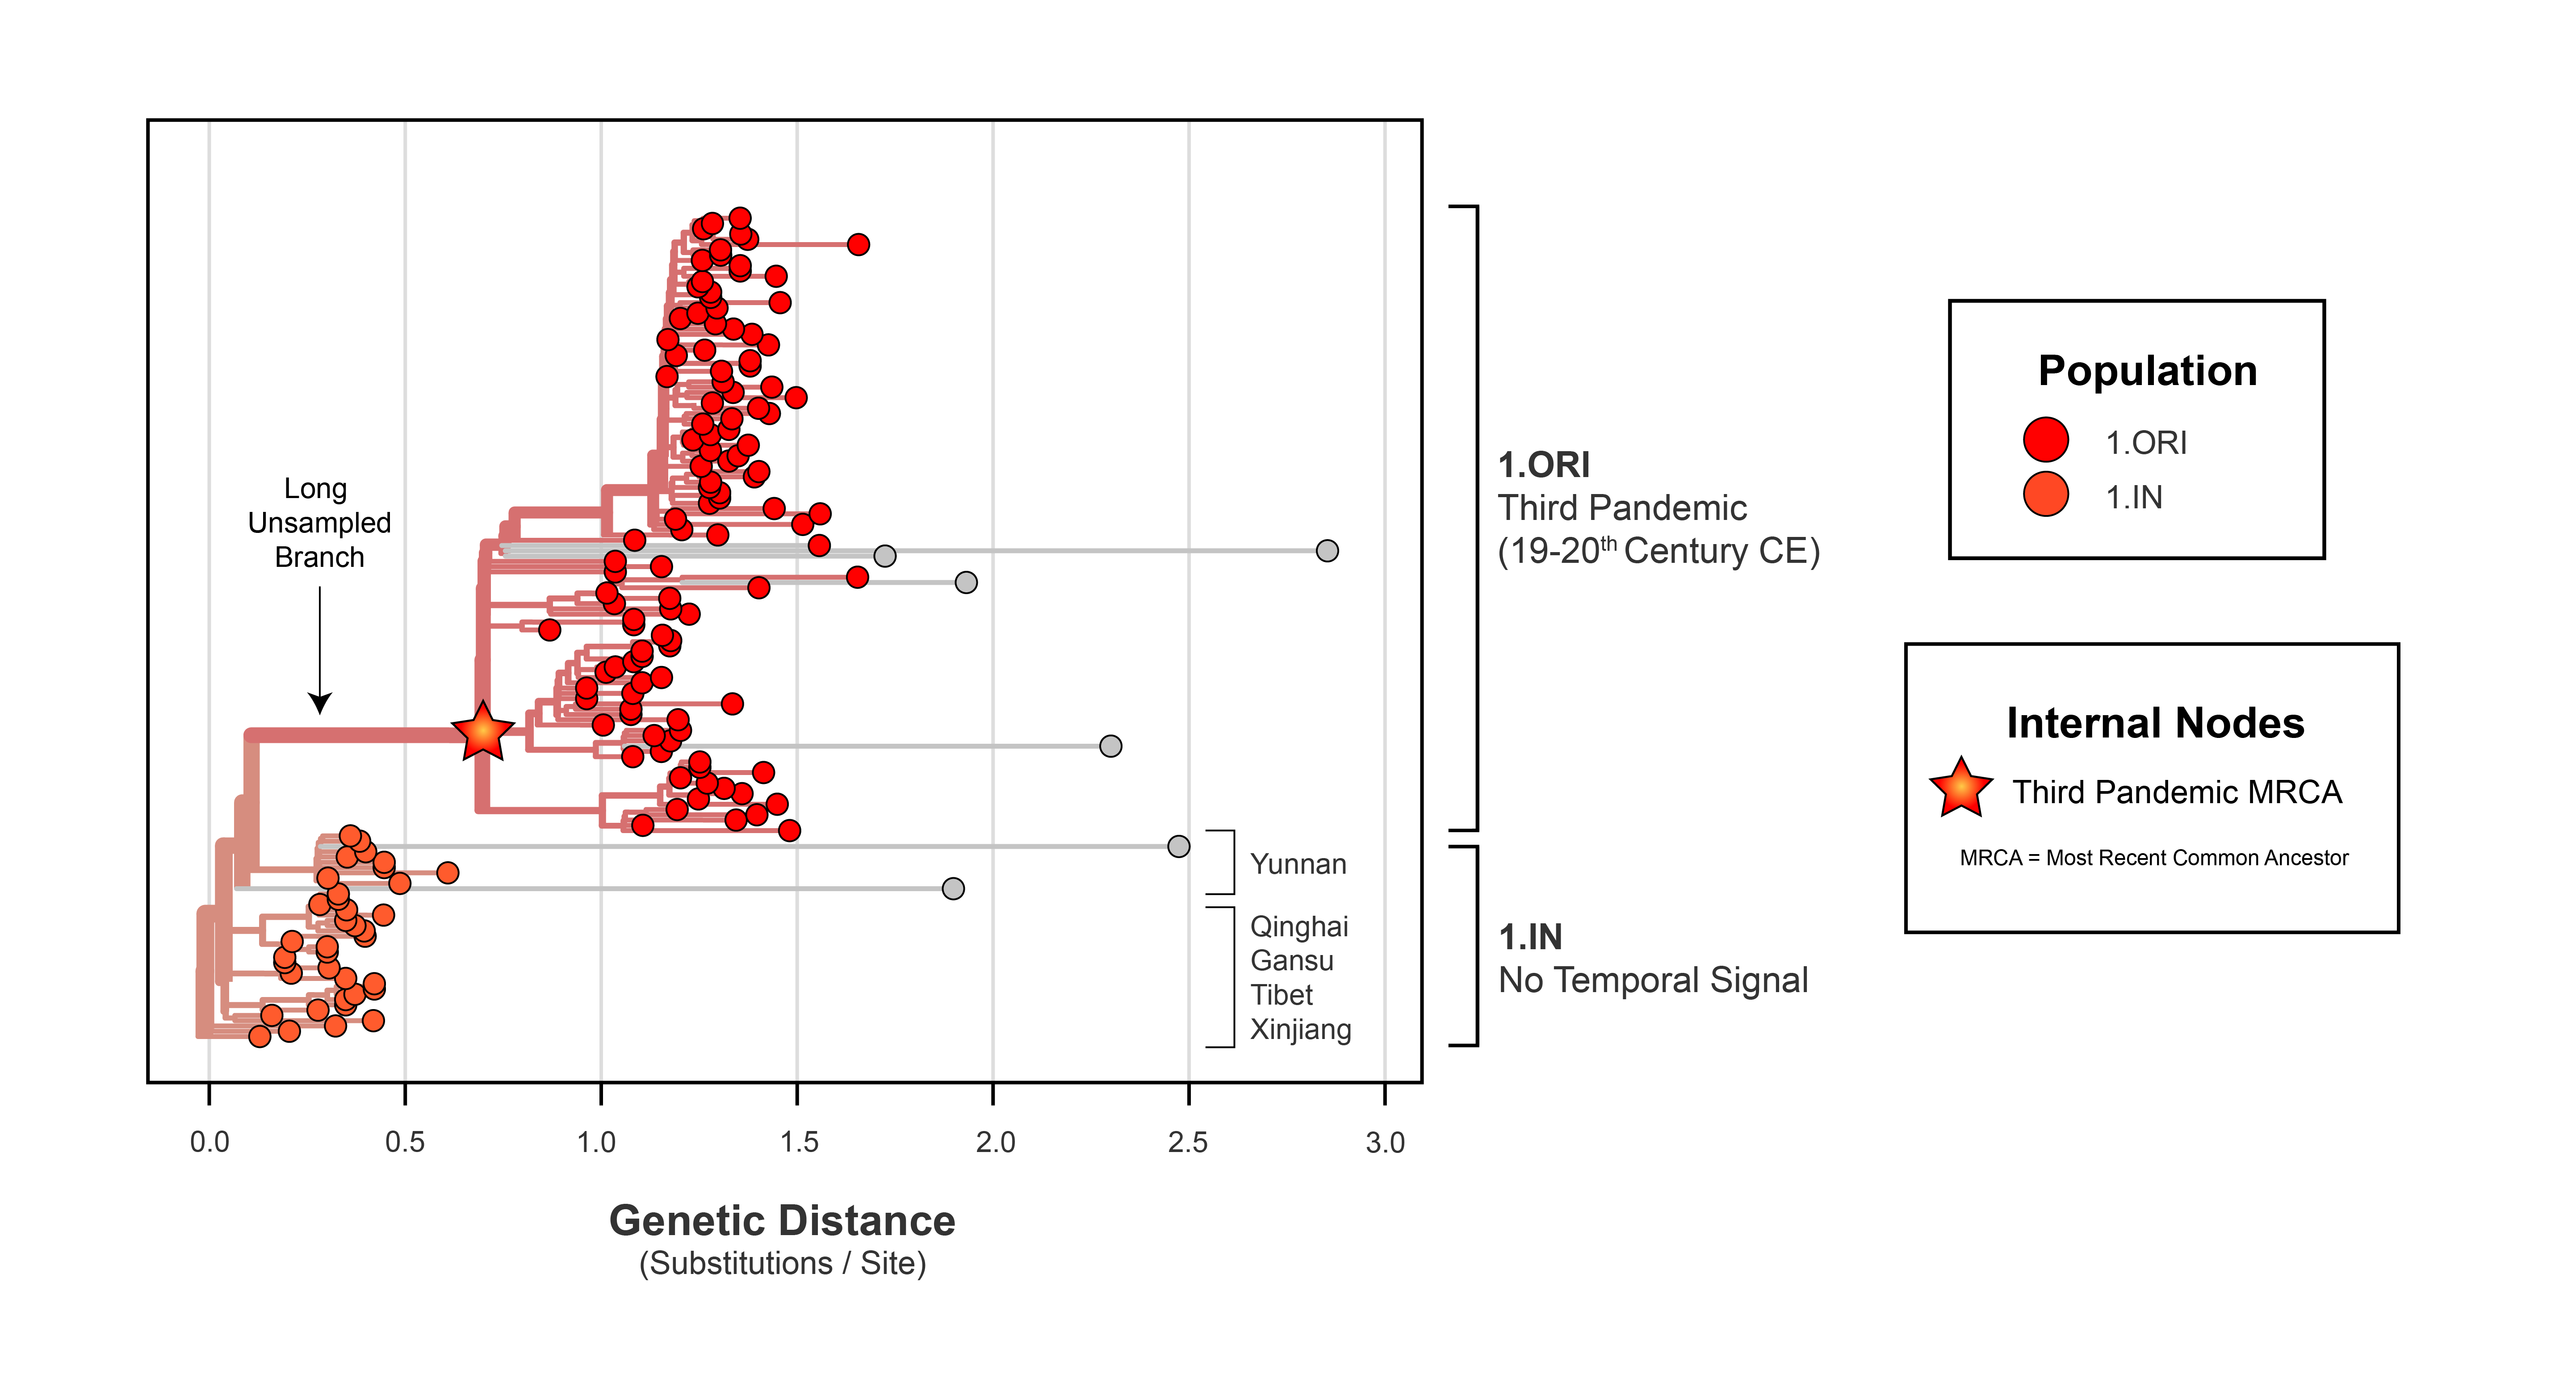 Long
Unsampled
Branch
1.ORI
Third Pandemic
(19-20th Century CE)
Yunnan
Qinghai
Gansu
Tibet
Xinjiang
1.IN
No Temporal Signal
0.0 0.5 1.0 1.5 2.0 2.5 3.0
Genetic Distance
(Substitutions / Site)
Population
1.ORI
1.IN
Internal Nodes
Third Pandemic MRCA
MRCA = Most Recent Common Ancestor